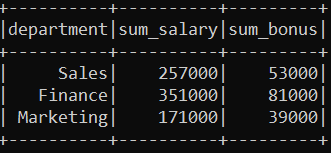 +----------+----------+---------+
|department|sum_salary|sum_bonus|
+----------+----------+---------+
|     Sales|    257000|    53000|
|   Finance|    351000|    81000|
| Marketing|    171000|    39000|
+----------+----------+---------+